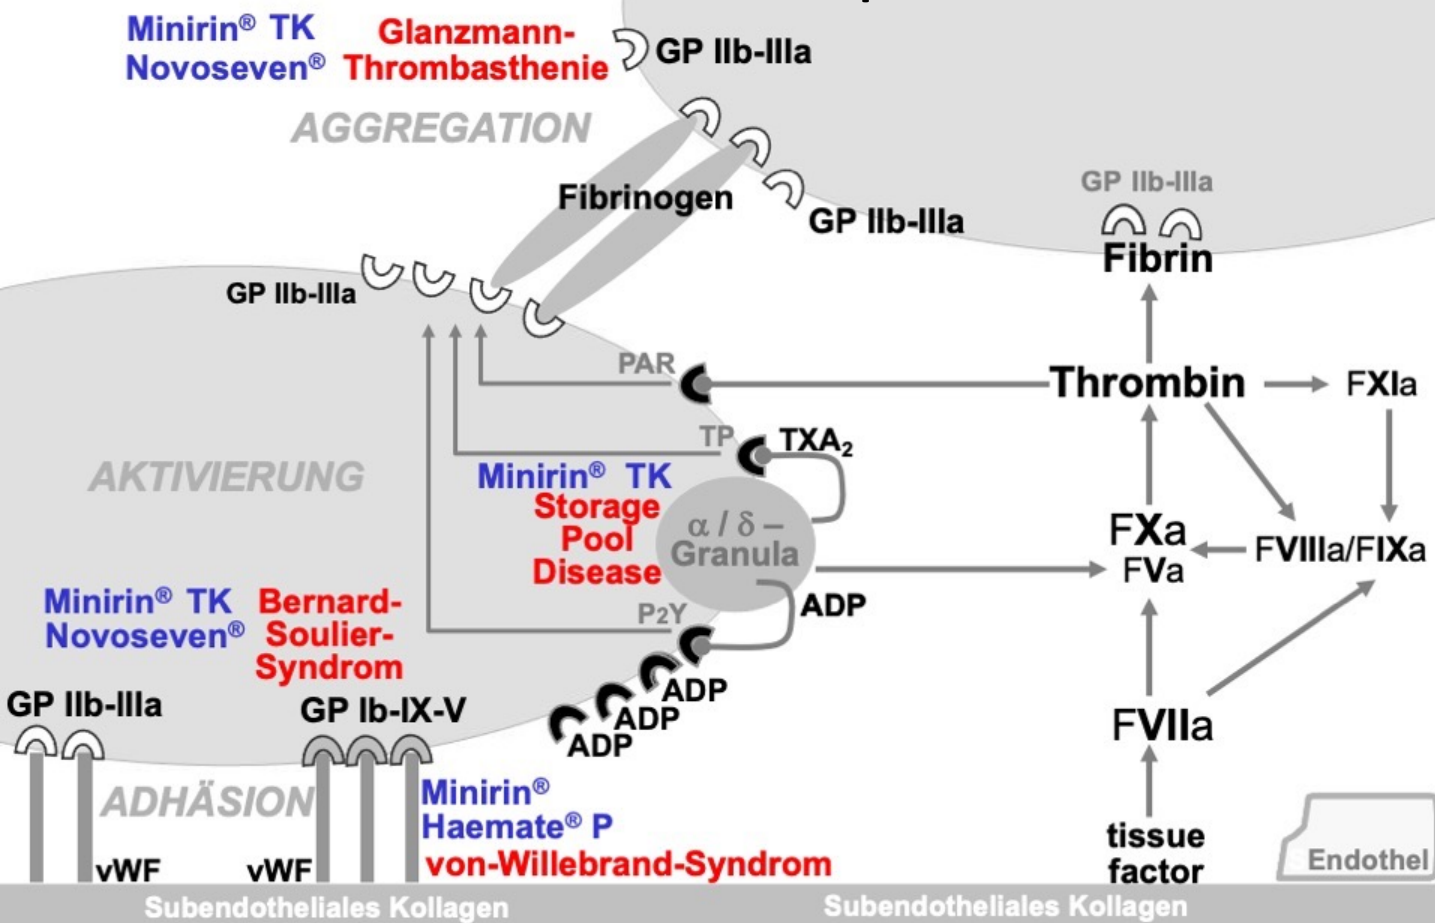 Minirin® TK
Novoseven®
Glanzmann-
Thrombasthenie
GP IIb-IIIa
AGGREGATION
Fibrinogen
GP IIb-IIIa
GP IIb-IIIa
Fibrin
GP IIb-IIIa
PAR
Thrombin
FXIa
TP
TXA₂
AKTIVIERUNG
Minirin® TK
Storage
Pool
Disease
α / δ –
Granula
FXa
FVa
FVIIIa/FIXa
ADP
P2Y
Minirin® TK
Novoseven®
Bernard-
Soulier-
Syndrom
ADP
ADP
ADP
GP IIb-IIIa
GP Ib-IX-V
FVIIa
ADHÄSION
Minirin®
Haemate® P
von-Willebrand-Syndrom
vWF
vWF
tissue
factor
Endothel
Subendotheliales Kollagen
Subendotheliales Kollagen